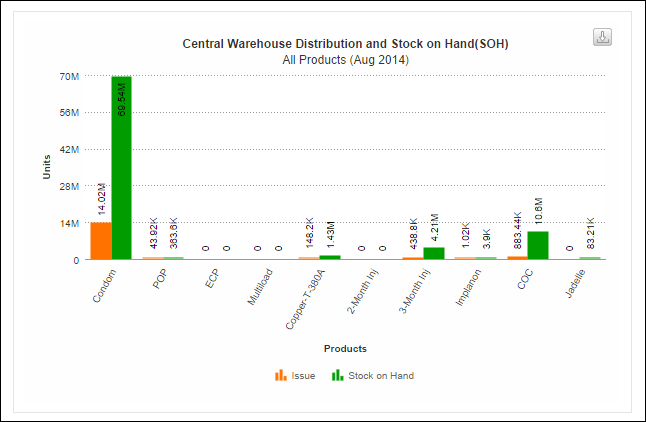 Central Warehouse Distribution and Stock on Hand(SOH)
All Products (Aug 2014)
Units
70M
56M
42M
28M
14M
0
14.02M
69.54M
43.92K
363.6K
0
0
0
0
148.2K
1.43M
0
0
438.8K
4.21M
1.02K
3.9K
883.44K
10.6M
0
83.21K
Condom
POP
ECP
Multiload
Copper-T-380A
2-Month Inj
3-Month Inj
Implanon
COC
Jadelle
Products
Issue
Stock on Hand